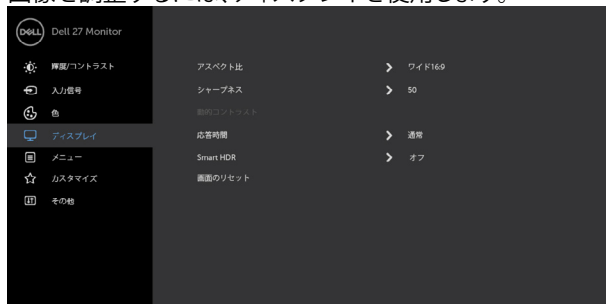 画像を調整するには、ディスプレイを使用します。
DELL Dell 27 Monitor
輝度/コントラスト
入力信号
色
ディスプレイ
メニュー
カスタマイズ
その他
アスペクト比 ワイド16:9
シャープネス 50
動的コントラスト
応答時間 通常
Smart HDR オフ
画面のリセット